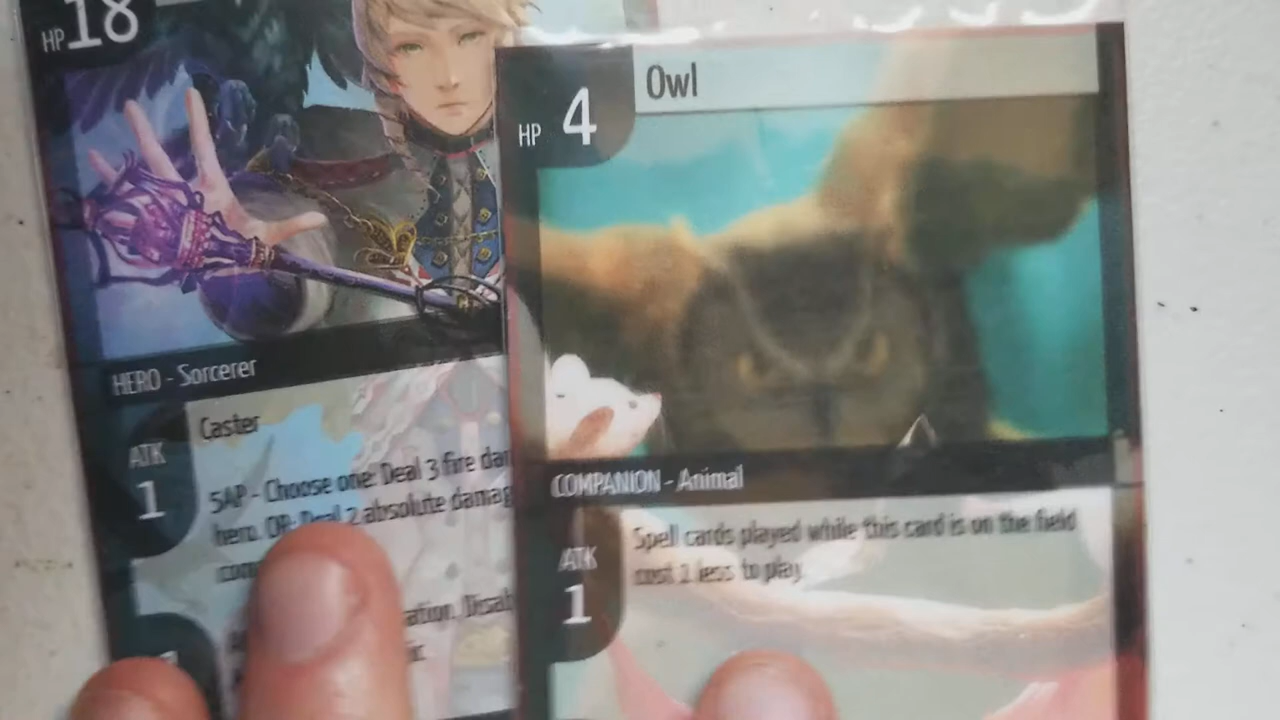 HP 18
HERO - Sorcerer
ATK
1
Caster
5AP - Choose one: Deal 3 fire dam
hero. OR: Deal 2 absolute damag
HP 4
Owl
COMPANION - Animal
ATK
1
Spell cards played while this card is on the field
cost 1 less to play